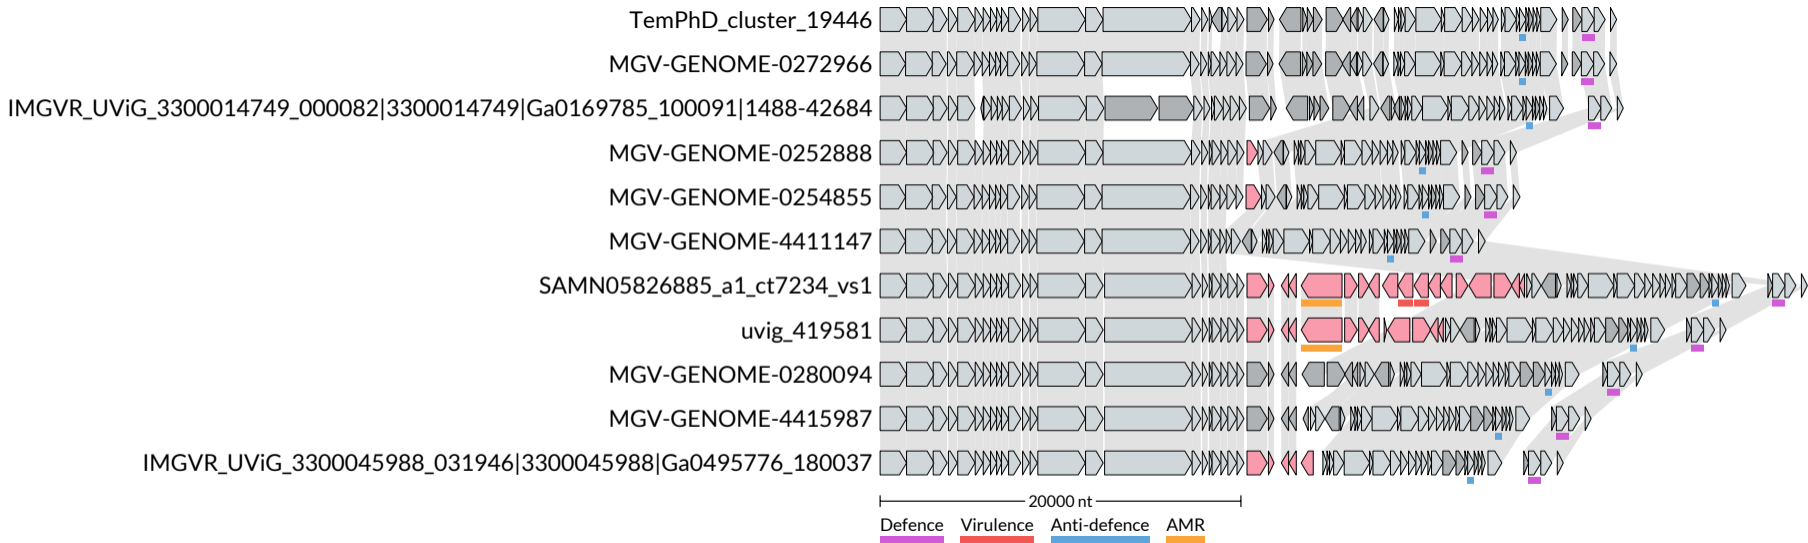 TemPhD_cluster_19446
MGV-GENOME-0272966
IMGVR_UViG_3300014749_000082|3300014749|Ga0169785_100091|1488-42684
MGV-GENOME-0252888
MGV-GENOME-0254855
MGV-GENOME-4411147
SAMN05826885_a1_ct7234_vs1
uvig_419581
MGV-GENOME-0280094
MGV-GENOME-4415987
IMGVR_UViG_3300045988_031946|3300045988|Ga0495776_180037
20000 nt
Defence Virulence Anti-defence AMR